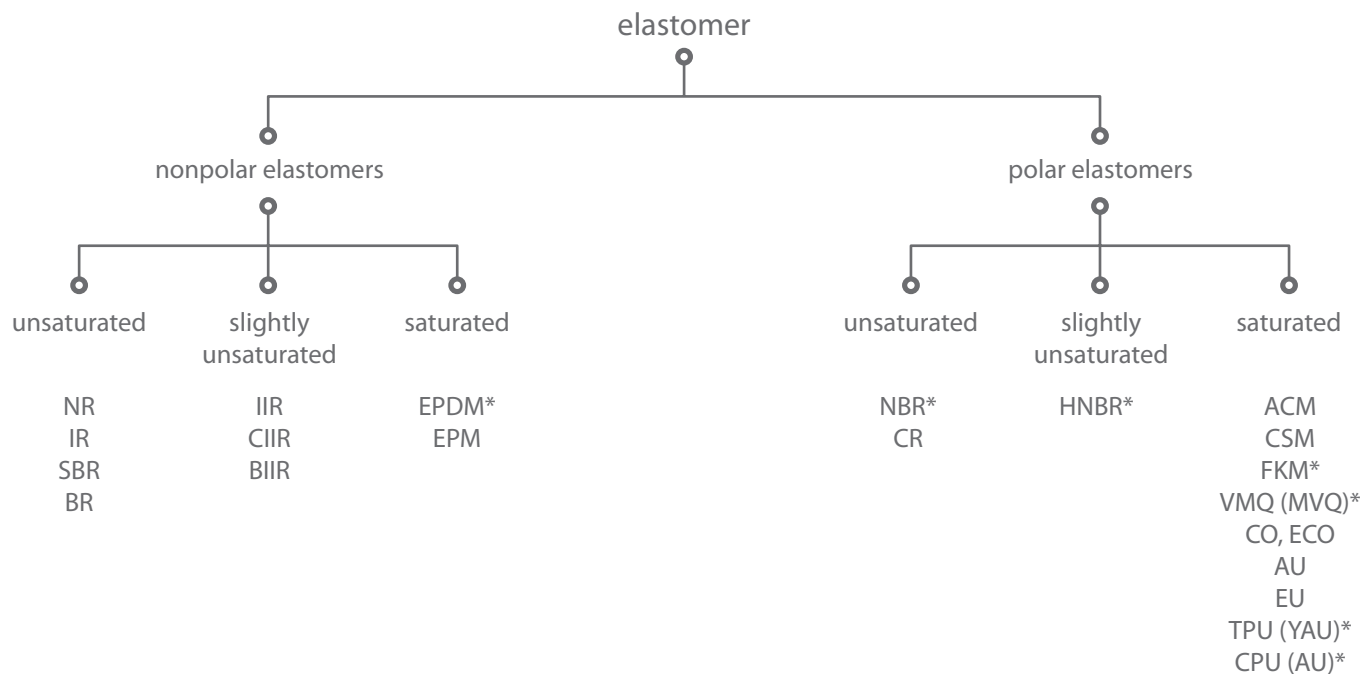 elastomer
nonpolar elastomers
polar elastomers
unsaturated
slightly
unsaturated
saturated
unsaturated
slightly
unsaturated
saturated
NR
IR
SBR
BR
IIR
CIIR
BIIR
EPDM*
EPM
NBR*
CR
HNBR*
ACM
CSM
FKM*
VMQ (MVQ)*
CO, ECO
AU
EU
TPU (YAU)*
CPU (AU)*